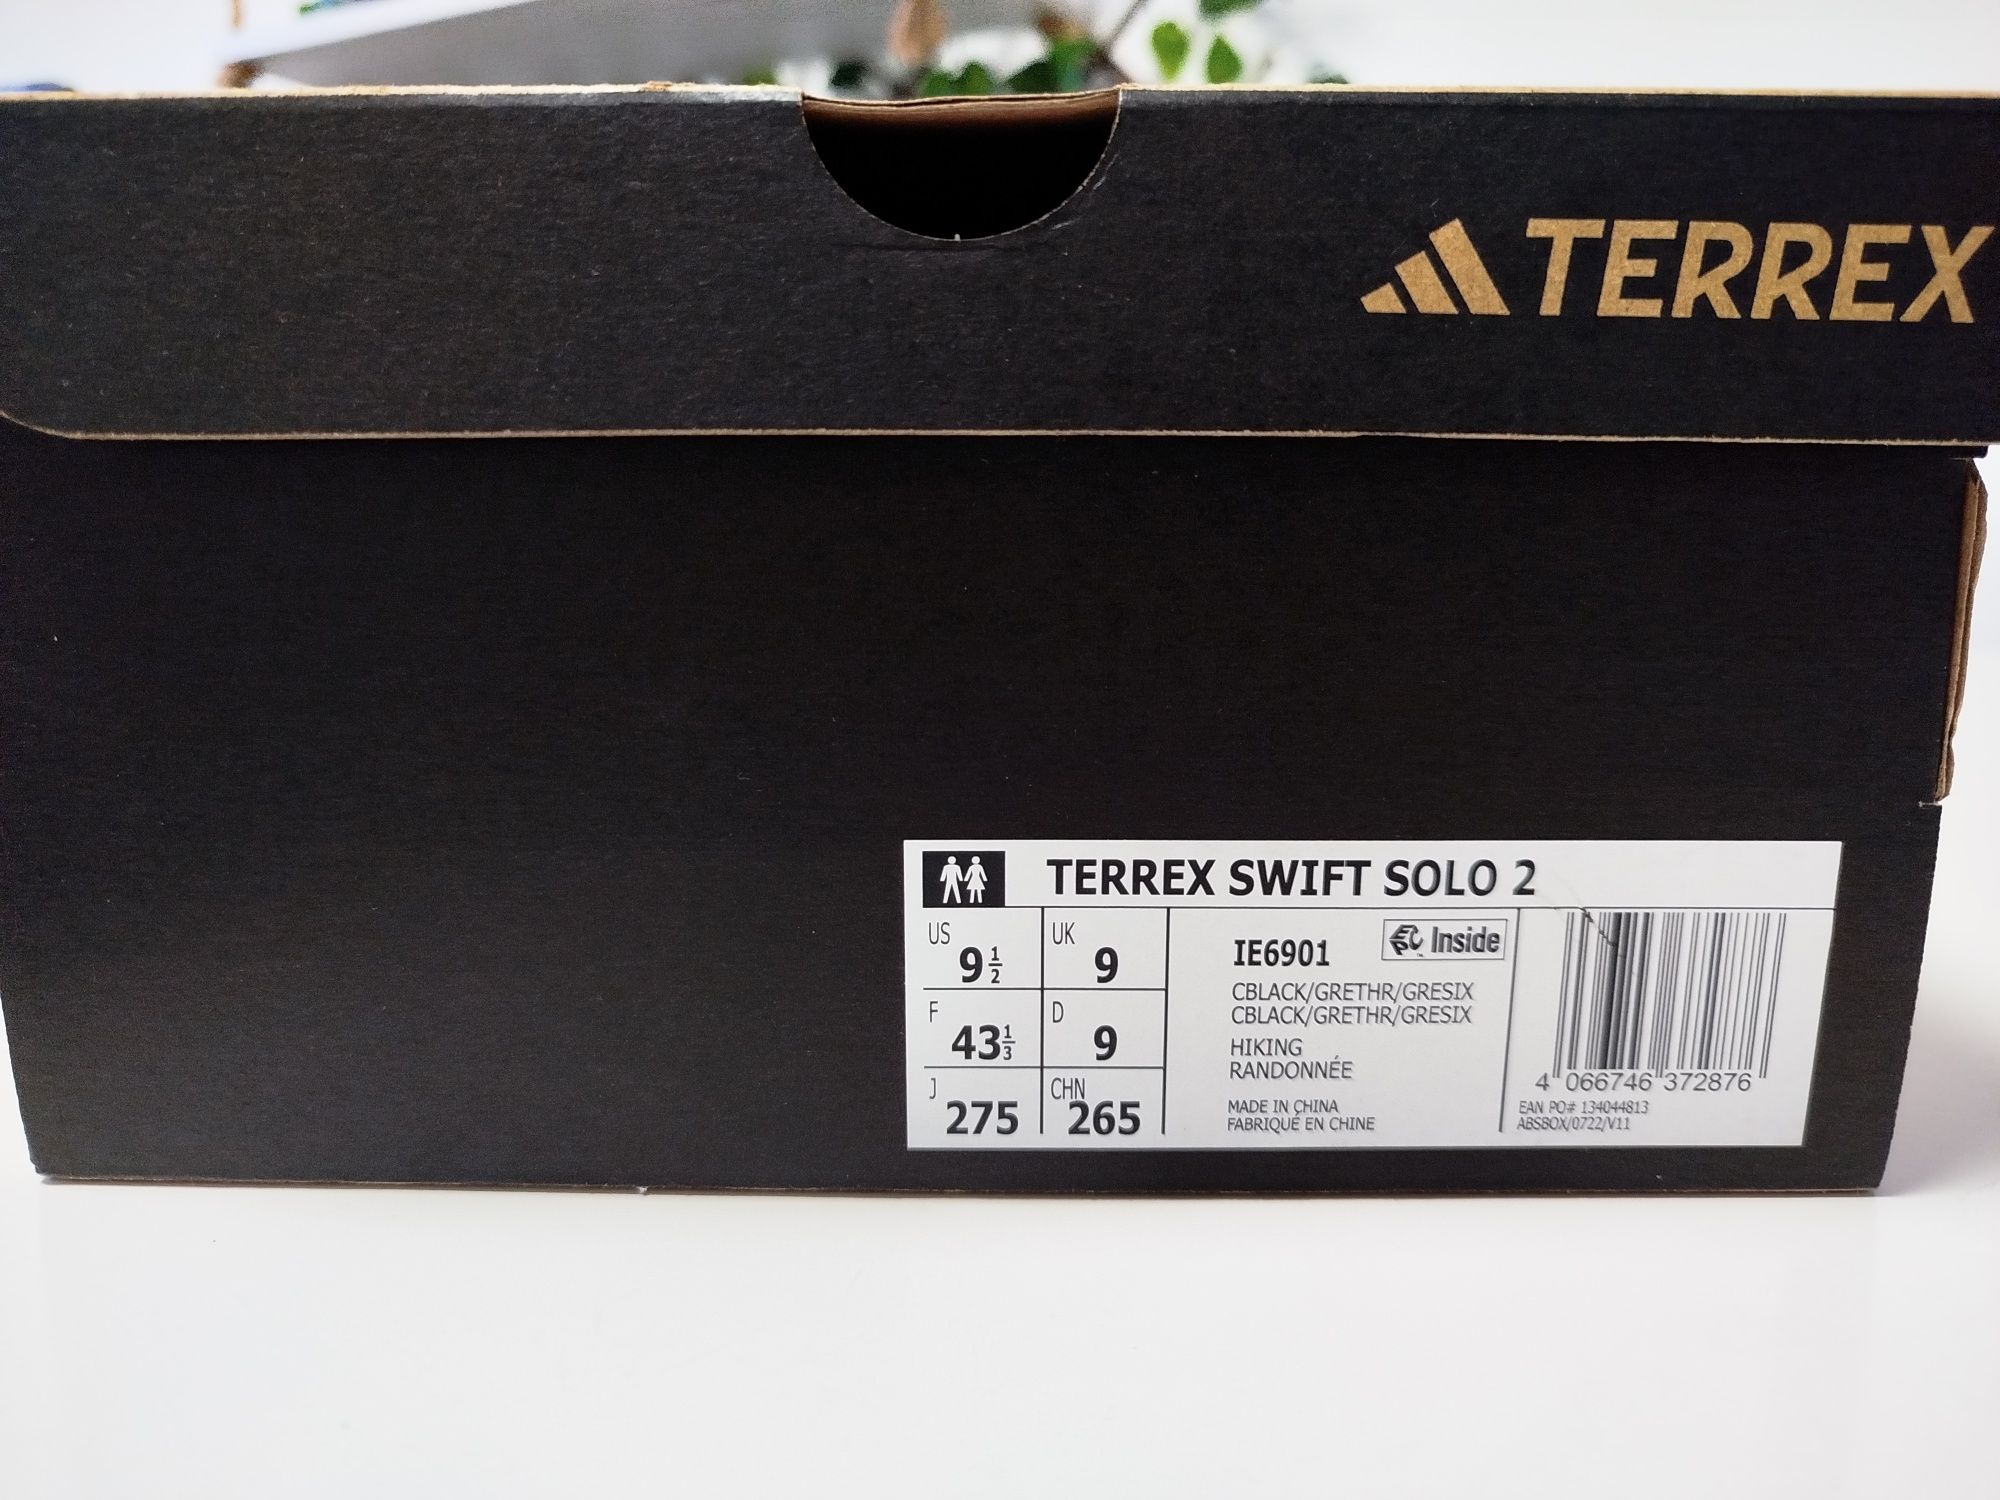 TERREX
TERREX SWIFT SOLO 2
US 9 1/2 UK 9
F 43 1/3 D 9
J 275 CHN 265
IE6901 EPC Inside
CBLACK/GRETHR/GRESIX
CBLACK/GRETHR/GRESIX
HIKING
RANDONNÉE
MADE IN CHINA
FABRIQUÉ EN CHINE
4 066746 372876
EAN PO# 134044813
ABSBOX/0722/V11